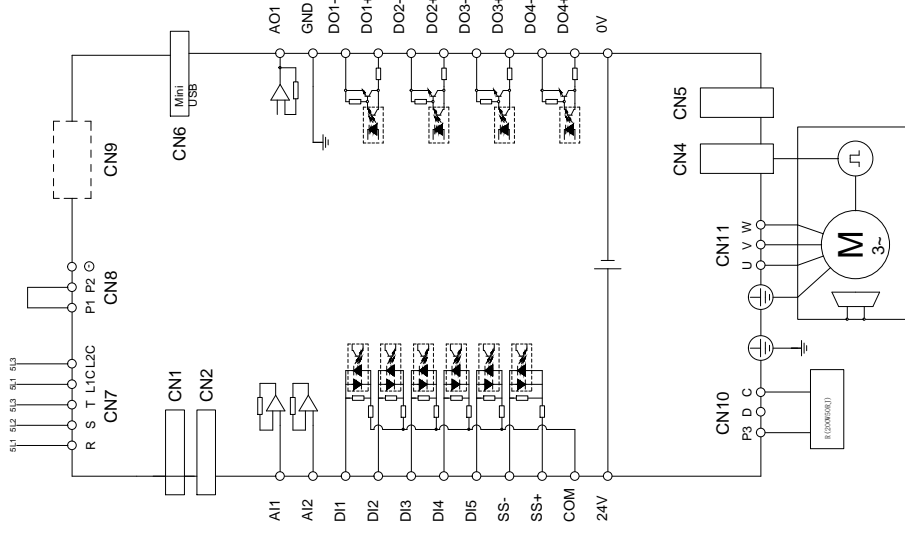 AO1
GND
DO1-
DO1+
DO2-
DO2+
DO3-
DO3+
DO4-
DO4+
0V
Mini
USB
CN6
CN9
CN5
CN4
P1 P2
CN8
CN11
U V W
M
3~
5L1 5L2 5L3 5L1 5L3
R S T L1C L2C
CN7
CN1
CN2
CN10
P3 D C
R(200W50RJ)
AI1
AI2
DI1
DI2
DI3
DI4
DI5
SS-
SS+
COM
24V